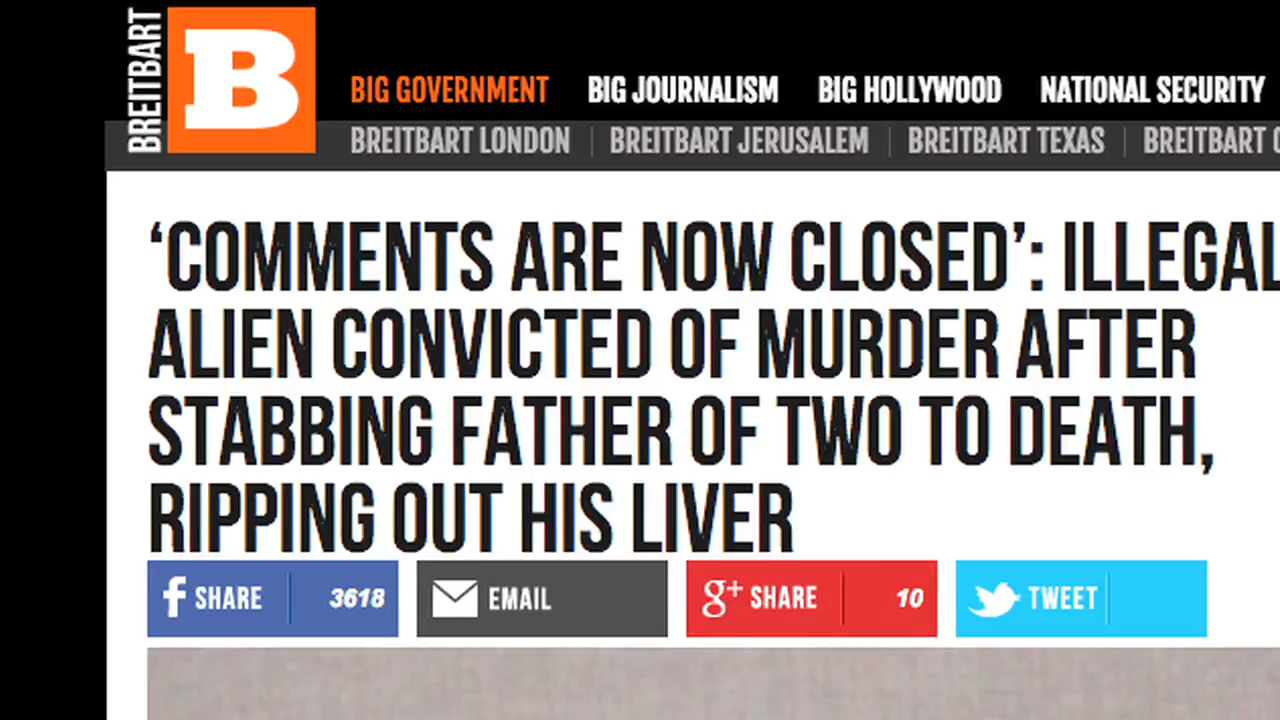 BREITBART
B
BIG GOVERNMENT BIG JOURNALISM BIG HOLLYWOOD NATIONAL SECURITY
BREITBART LONDON BREITBART JERUSALEM BREITBART TEXAS BREITBART
‘COMMENTS ARE NOW CLOSED’: ILLEGAL
ALIEN CONVICTED OF MURDER AFTER
STABBING FATHER OF TWO TO DEATH,
RIPPING OUT HIS LIVER
f SHARE 3618 EMAIL g+ SHARE 10 TWEET